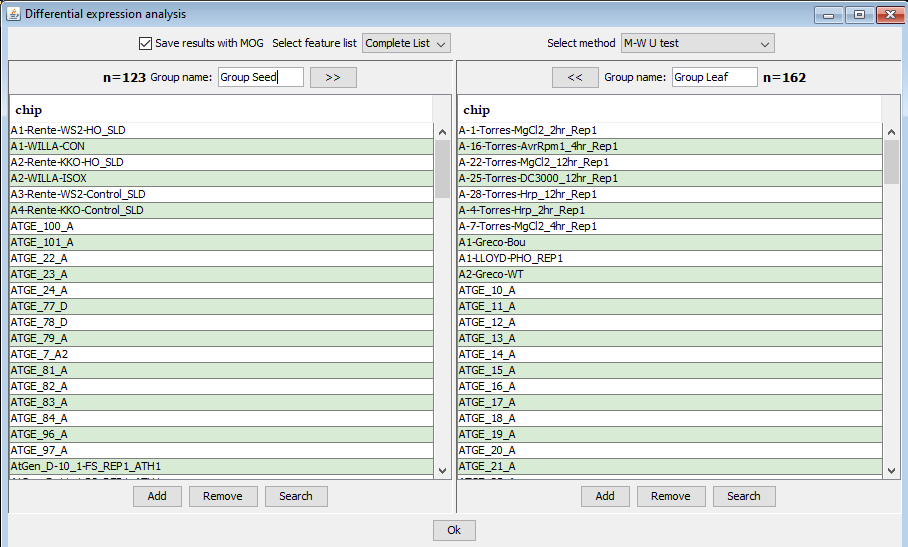 Differential expression analysis
Save results with MOG Select feature list Complete List Select method M-W U test
n=123 Group name: Group Seed >> << Group name: Group Leaf n=162
chip
A1-Rente-WS2-HO_SLD
A1-WILLA-CON
A2-Rente-KKO-HO_SLD
A2-WILLA-ISOX
A3-Rente-WS2-Control_SLD
A4-Rente-KKO-Control_SLD
ATGE_100_A
ATGE_101_A
ATGE_22_A
ATGE_23_A
ATGE_24_A
ATGE_77_D
ATGE_78_D
ATGE_79_A
ATGE_7_A2
ATGE_81_A
ATGE_82_A
ATGE_83_A
ATGE_84_A
ATGE_96_A
ATGE_97_A
AtGen_D-10_1-FS_REP1_ATH1
Add Remove Search
chip
A-1-Torres-MgCl2_2hr_Rep1
A-16-Torres-AvrRpm1_4hr_Rep1
A-22-Torres-MgCl2_12hr_Rep1
A-25-Torres-DC3000_12hr_Rep1
A-28-Torres-Hrp_12hr_Rep1
A-4-Torres-Hrp_2hr_Rep1
A-7-Torres-MgCl2_4hr_Rep1
A1-Greco-Bou
A1-LLOYD-PHO_REP1
A2-Greco-WT
ATGE_10_A
ATGE_11_A
ATGE_12_A
ATGE_13_A
ATGE_14_A
ATGE_15_A
ATGE_16_A
ATGE_17_A
ATGE_18_A
ATGE_19_A
ATGE_20_A
ATGE_21_A
Add Remove Search
Ok